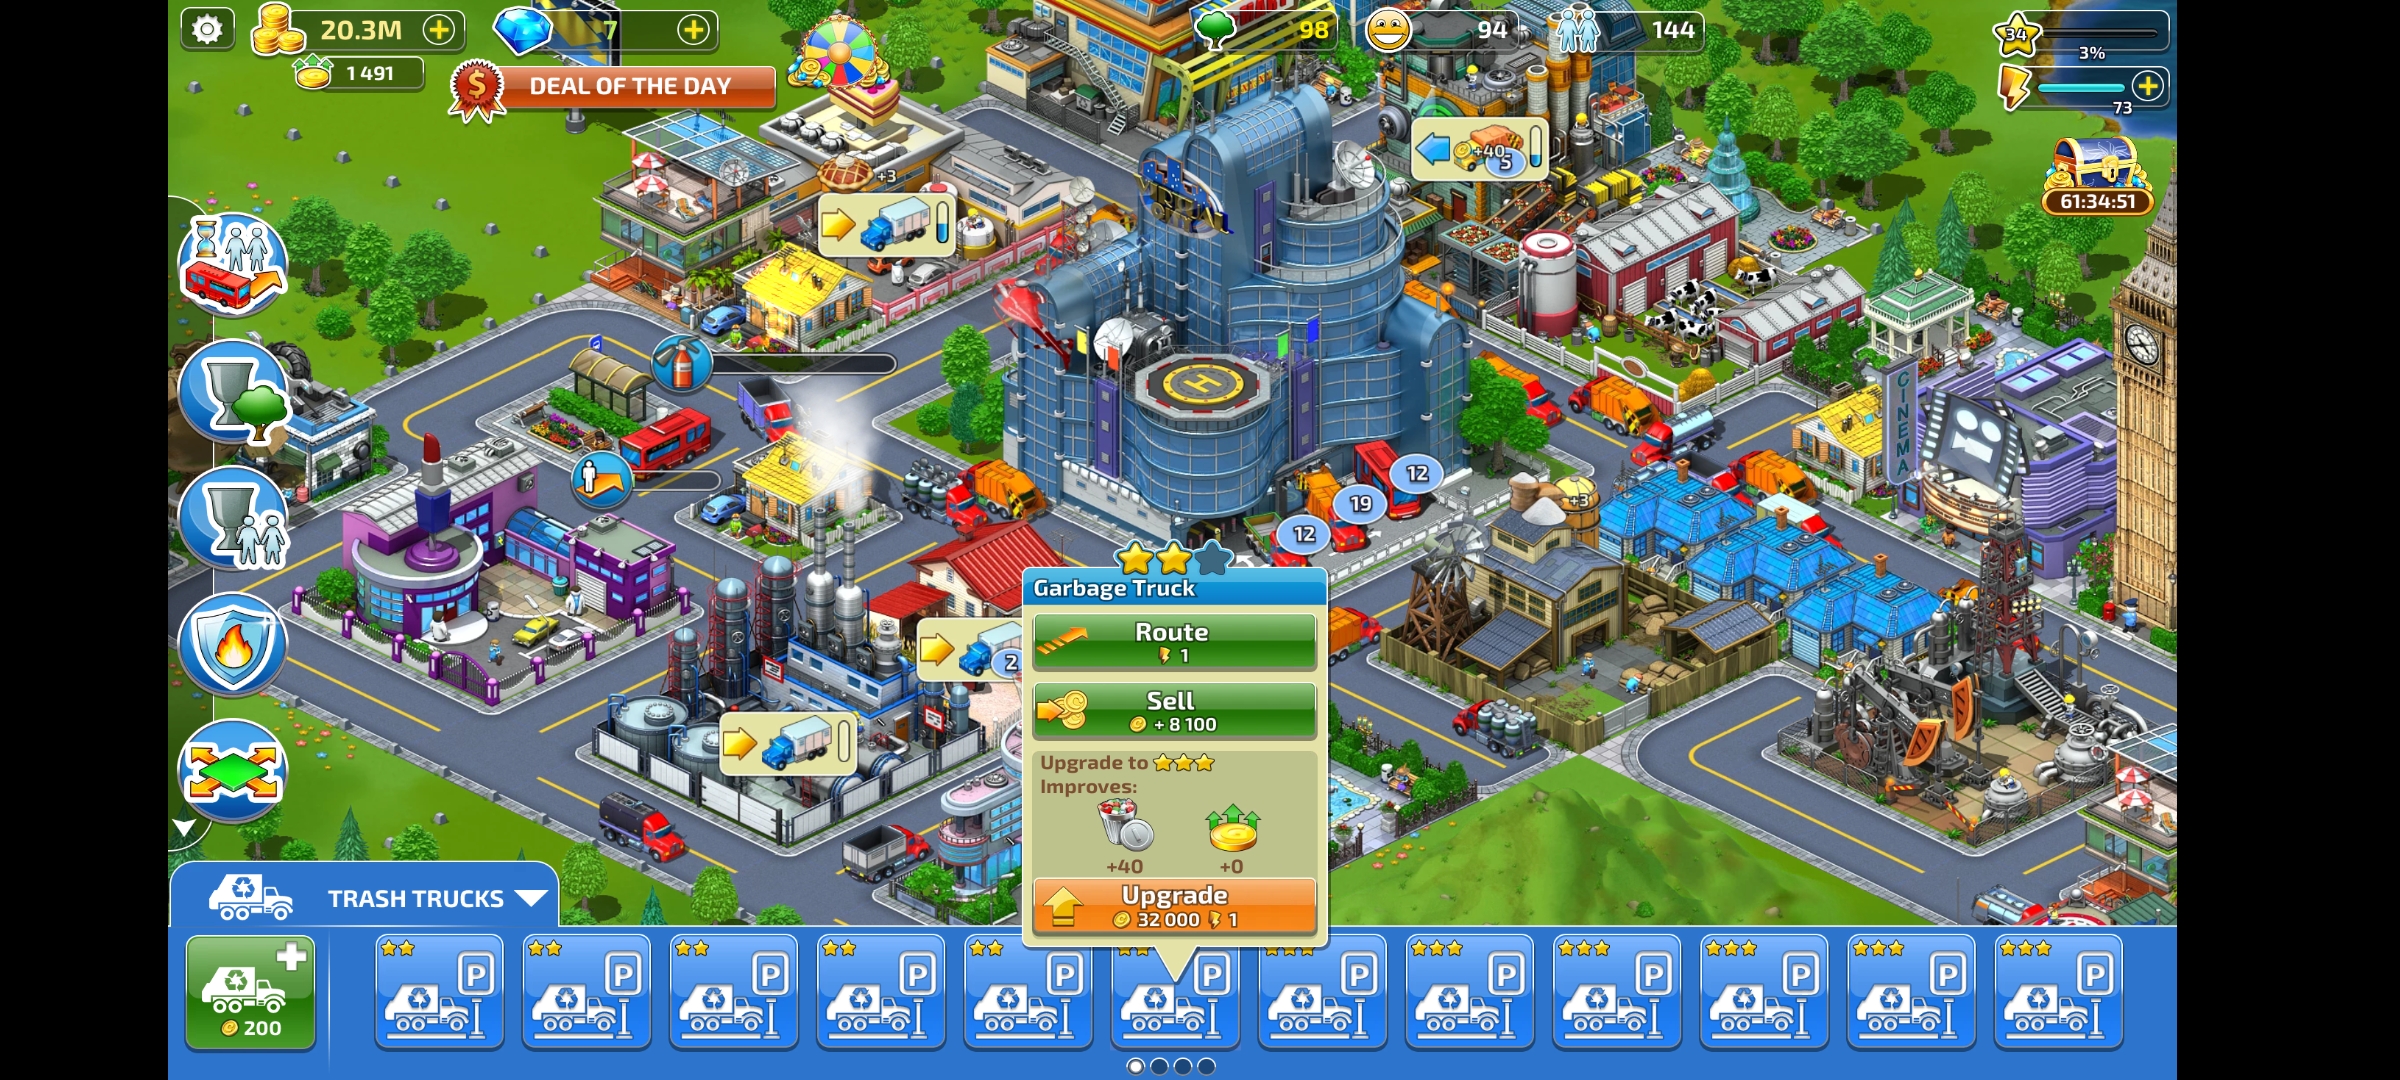 20.3M
7
98
94
144
34
3%
1 491
DEAL OF THE DAY
73
+40
5
+3
61:34:51
H
CINEMA
12
19
12
+3
Garbage Truck
Route
1
2
Sell
+ 8 100
Upgrade to
Improves:
+40
+0
Upgrade
32 000 1
TRASH TRUCKS
200
P
P
P
P
P
P
P
P
P
P
P
P